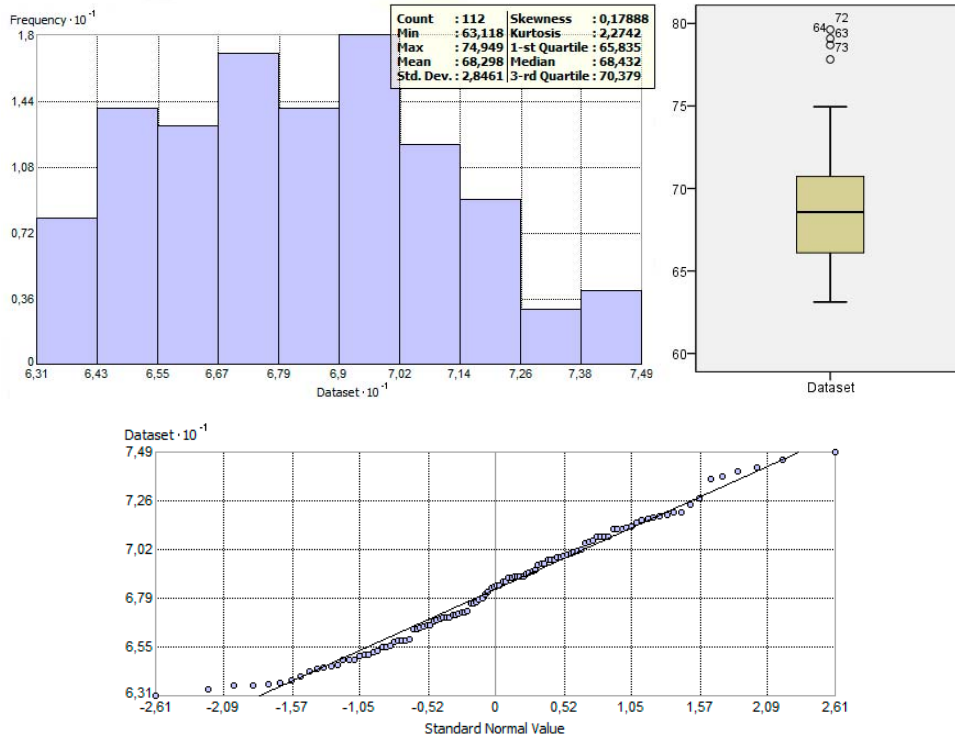 Frequency · 10⁻¹
1,8
1,44
1,08
0,72
0,36
0
6,31 6,43 6,55 6,67 6,79 6,9 7,02 7,14 7,26 7,38 7,49
Dataset · 10⁻¹
Count : 112 Skewness : 0,17888
Min : 63,118 Kurtosis : 2,2742
Max : 74,949 1-st Quartile : 65,835
Mean : 68,298 Median : 68,432
Std. Dev. : 2,8461 3-rd Quartile : 70,379
80
75
70
65
60
72
64 63
73
Dataset
Dataset · 10⁻¹
7,49
7,26
7,02
6,79
6,55
6,31
-2,61 -2,09 -1,57 -1,05 -0,52 0 0,52 1,05 1,57 2,09 2,61
Standard Normal Value